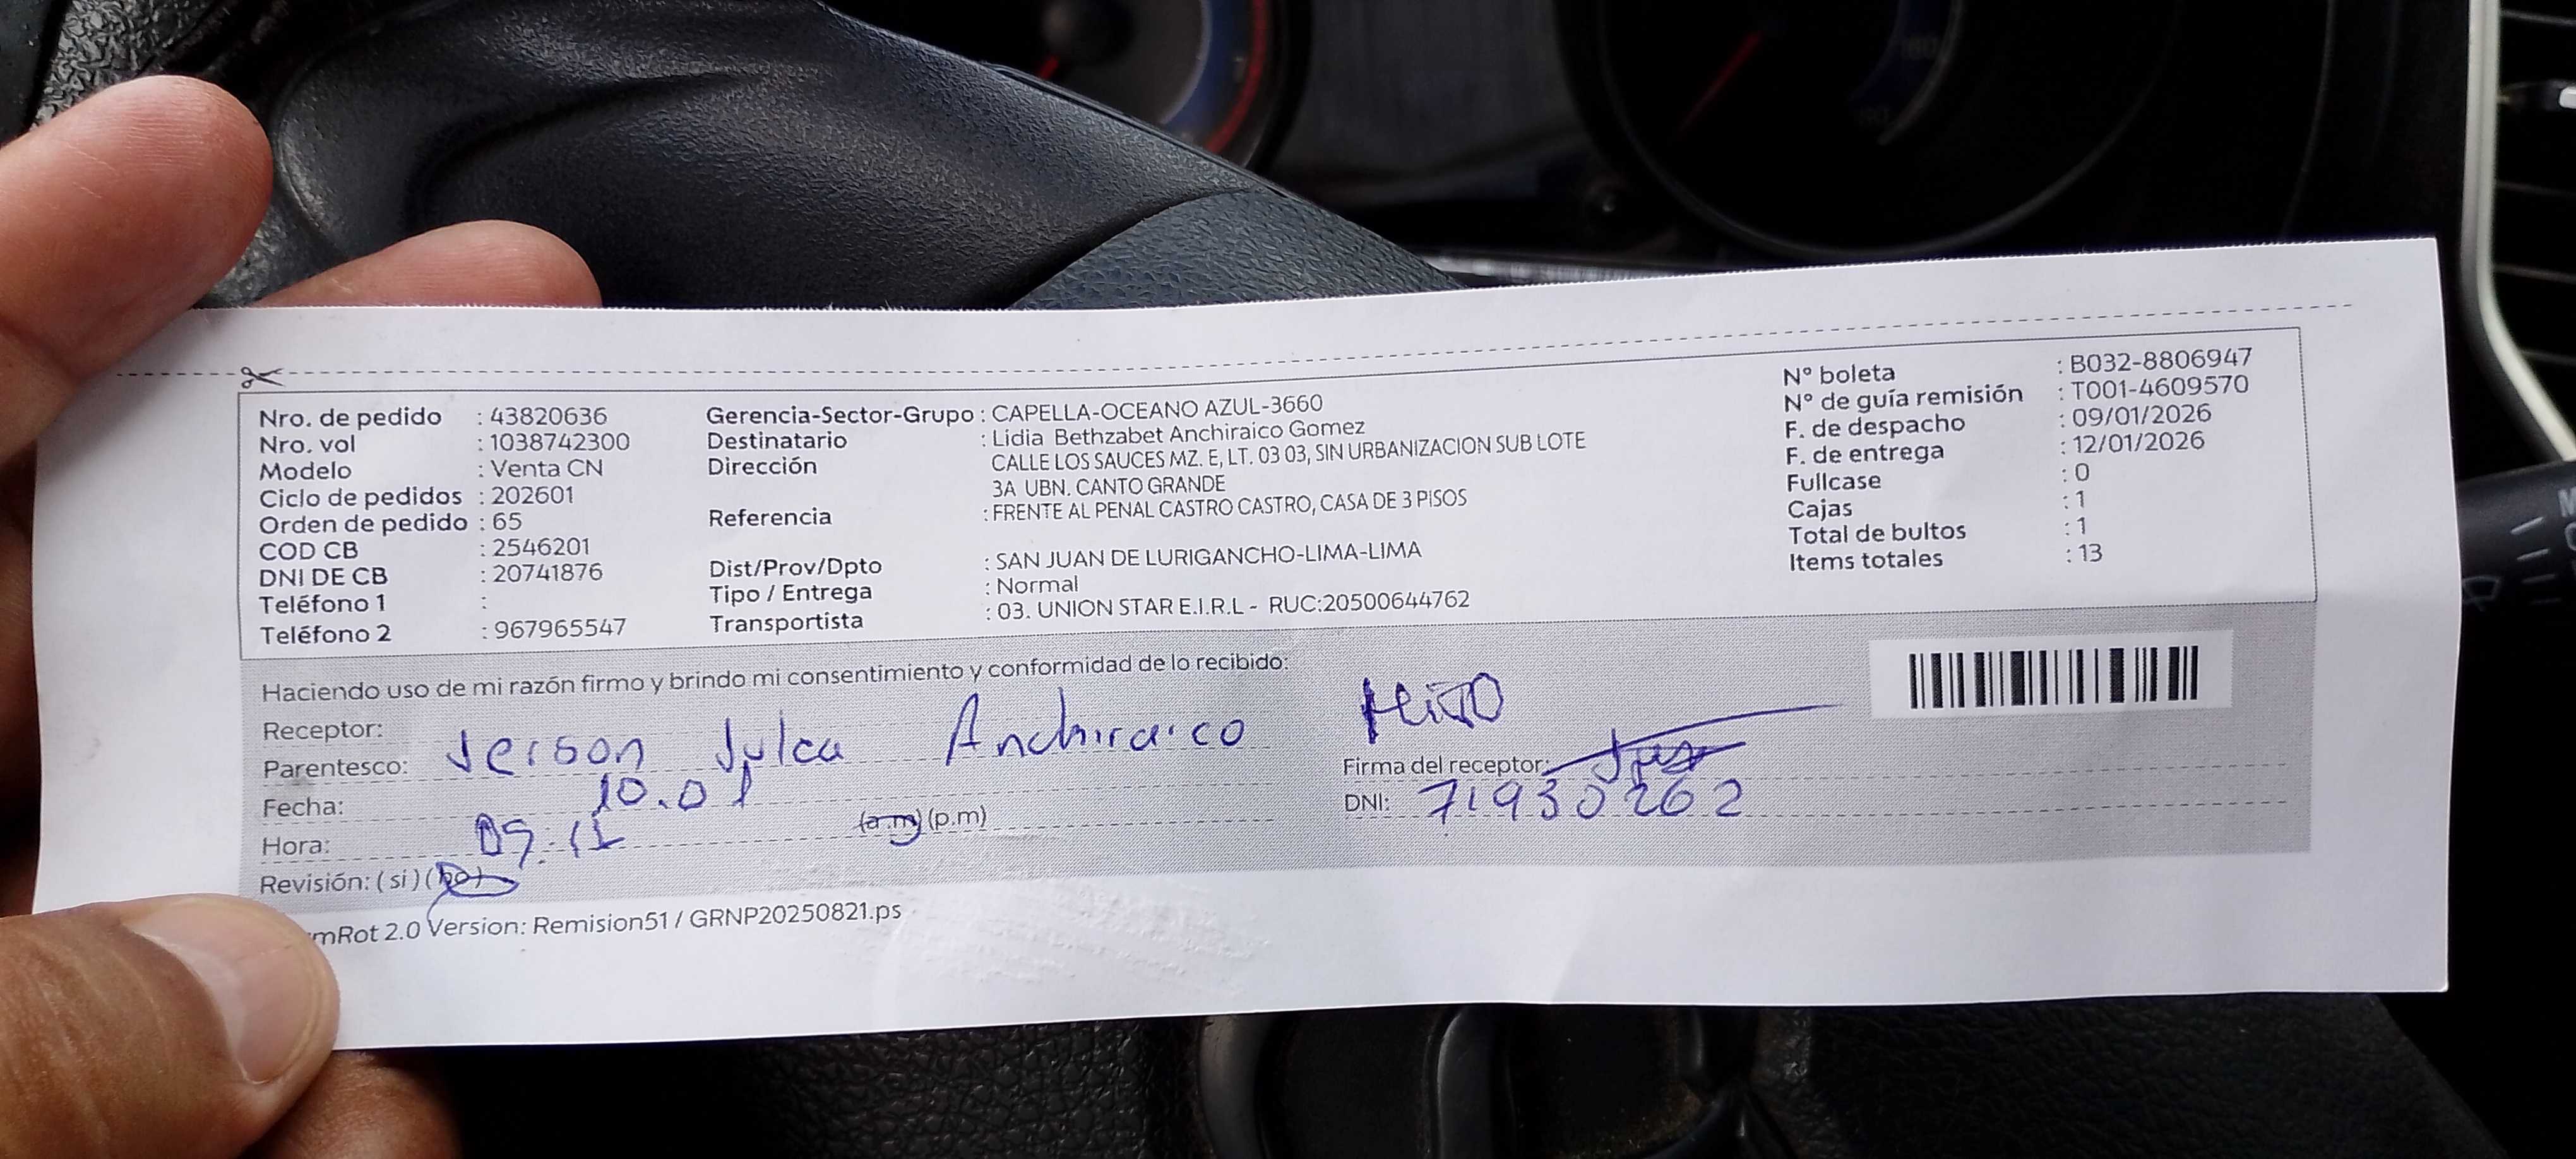 Nro. de pedido : 43820636
Nro. vol : 1038742300
Modelo : Venta CN
Ciclo de pedidos : 202601
Orden de pedido : 65
COD CB : 2546201
DNI DE CB : 20741876
Teléfono 1 :
Teléfono 2 : 967965547
Gerencia-Sector-Grupo : CAPELLA-OCEANO AZUL-3660
Destinatario : Lidia Bethzabet Anchiraico Gomez
Dirección CALLE LOS SAUCES MZ. E, LT. 03 03, SIN URBANIZACION SUB LOTE
3A UBN. CANTO GRANDE
Referencia : FRENTE AL PENAL CASTRO CASTRO, CASA DE 3 PISOS
Dist/Prov/Dpto : SAN JUAN DE LURIGANCHO-LIMA-LIMA
Tipo / Entrega : Normal
Transportista : 03. UNION STAR E.I.R.L - RUC:20500644762
N° boleta : B032-8806947
N° de guía remisión : T001-4609570
F. de despacho : 09/01/2026
F. de entrega : 12/01/2026
Fullcase : 0
Cajas : 1
Total de bultos : 1
Items totales : 13
Haciendo uso de mi razón firmo y brindo mi consentimiento y conformidad de lo recibido:
Receptor: Jerson Julca Anchiraico
Parentesco:
Fecha: 10.01
Hora: 09:11 (a.m) (p.m)
Revisión: (si) (no)
Firma del receptor:
DNI: 71930262
mRot 2.0 Version: Remision51 / GRNP20250821.ps